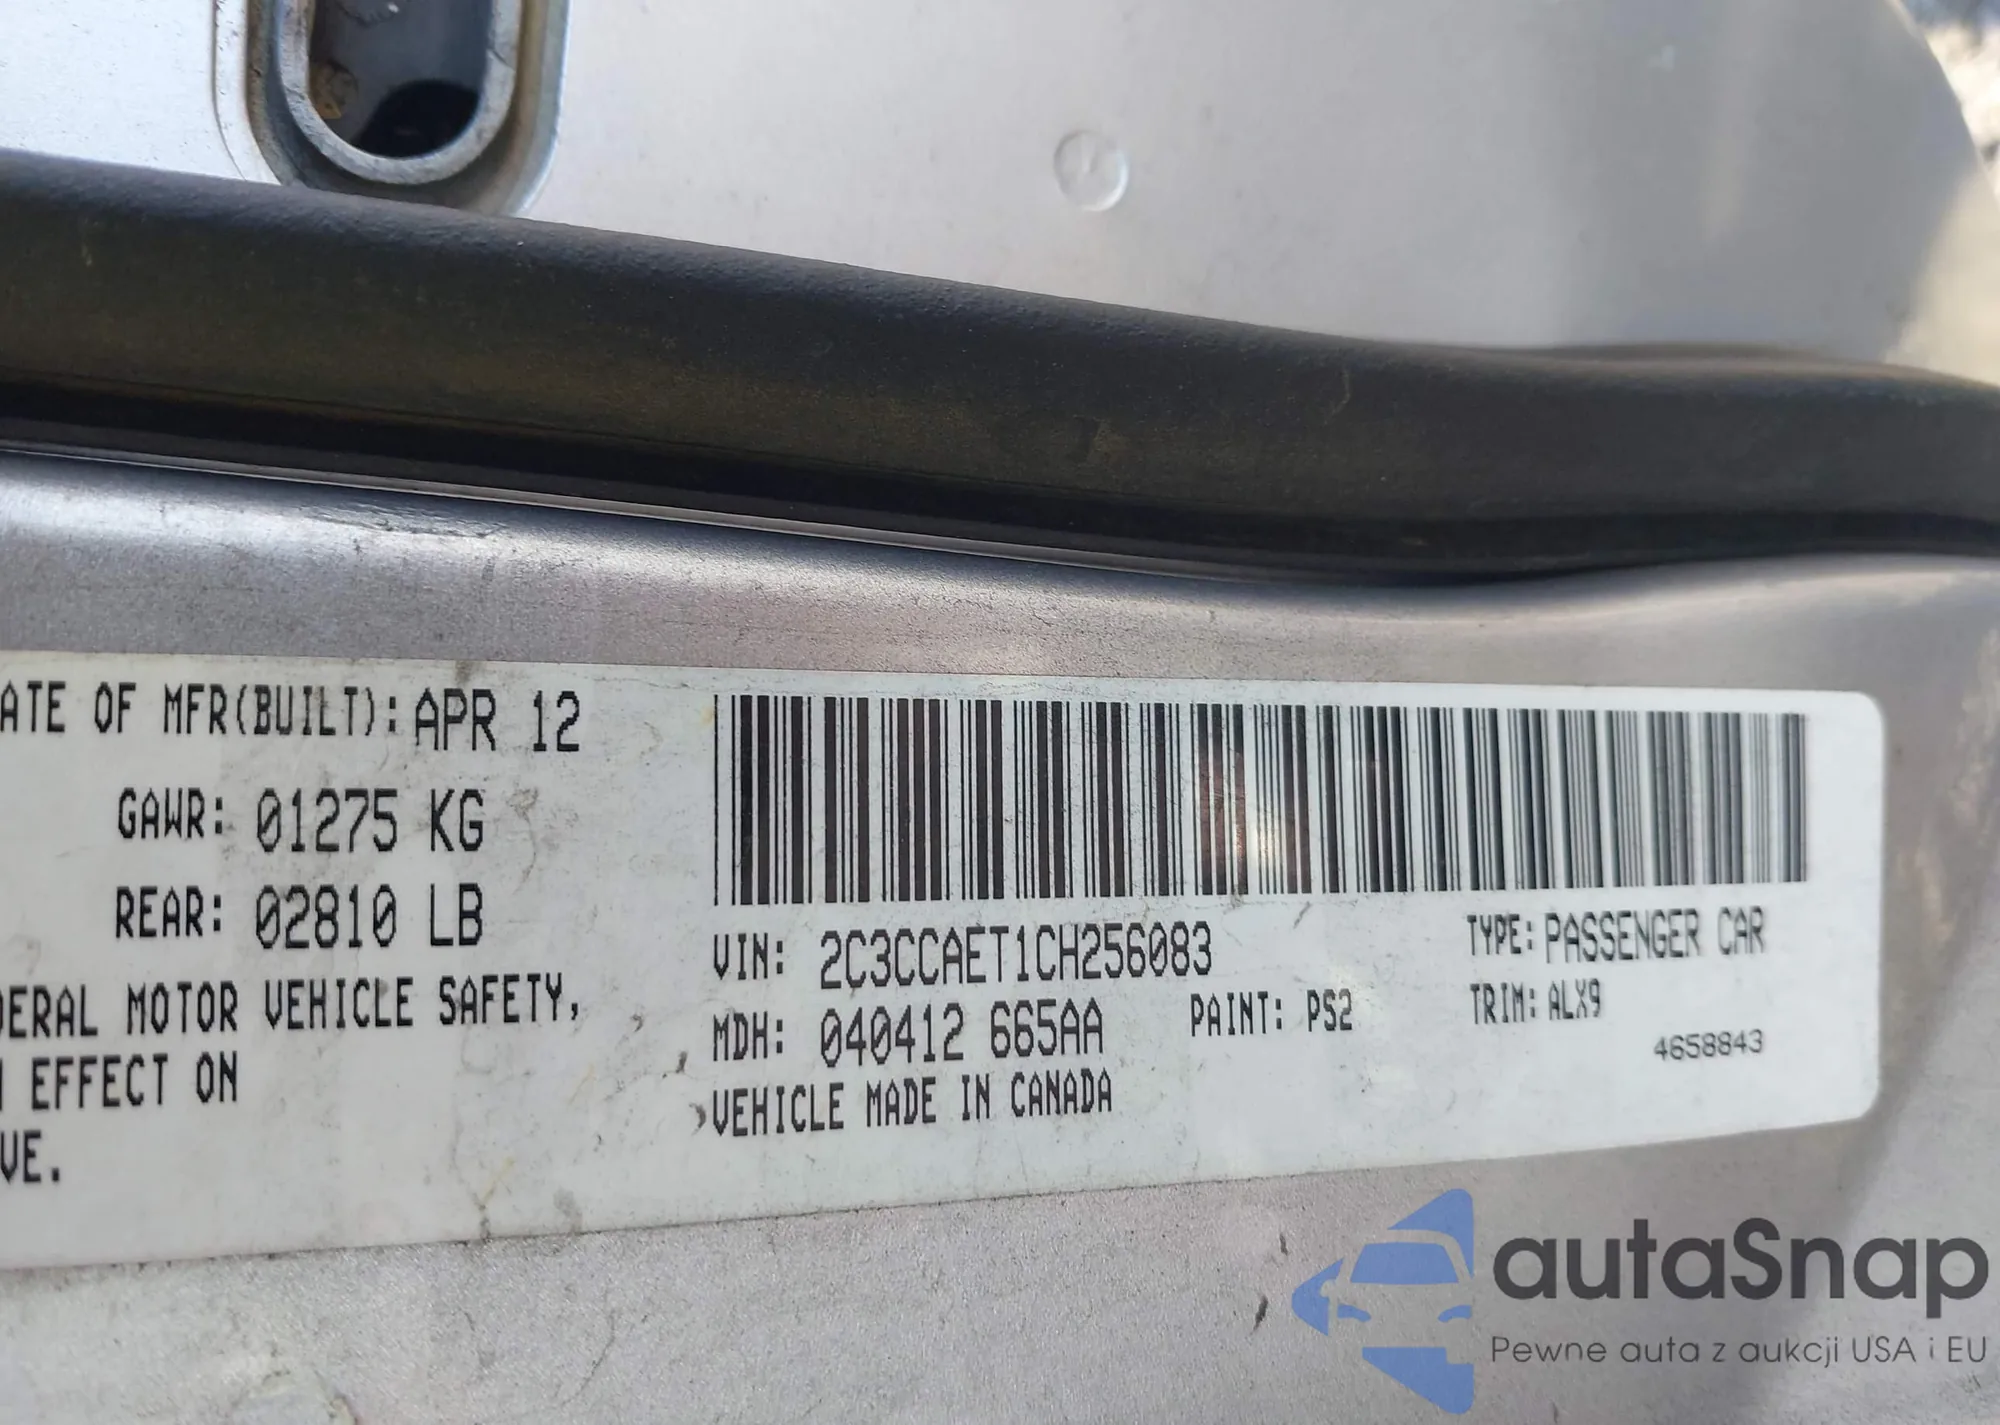 ATE OF MFR(BUILT): APR 12
GAWR: 01275 KG
REAR: 02810 LB
DERAL MOTOR VEHICLE SAFETY,
EFFECT ON
VE.
VIN: 2C3CCAET1CH256083
TYPE: PASSENGER CAR
MDH: 040412 665AA
PAINT: PS2
TRIM: ALX9
VEHICLE MADE IN CANADA
4658843
autaSnap
Pewne auta z aukcji USA i EU